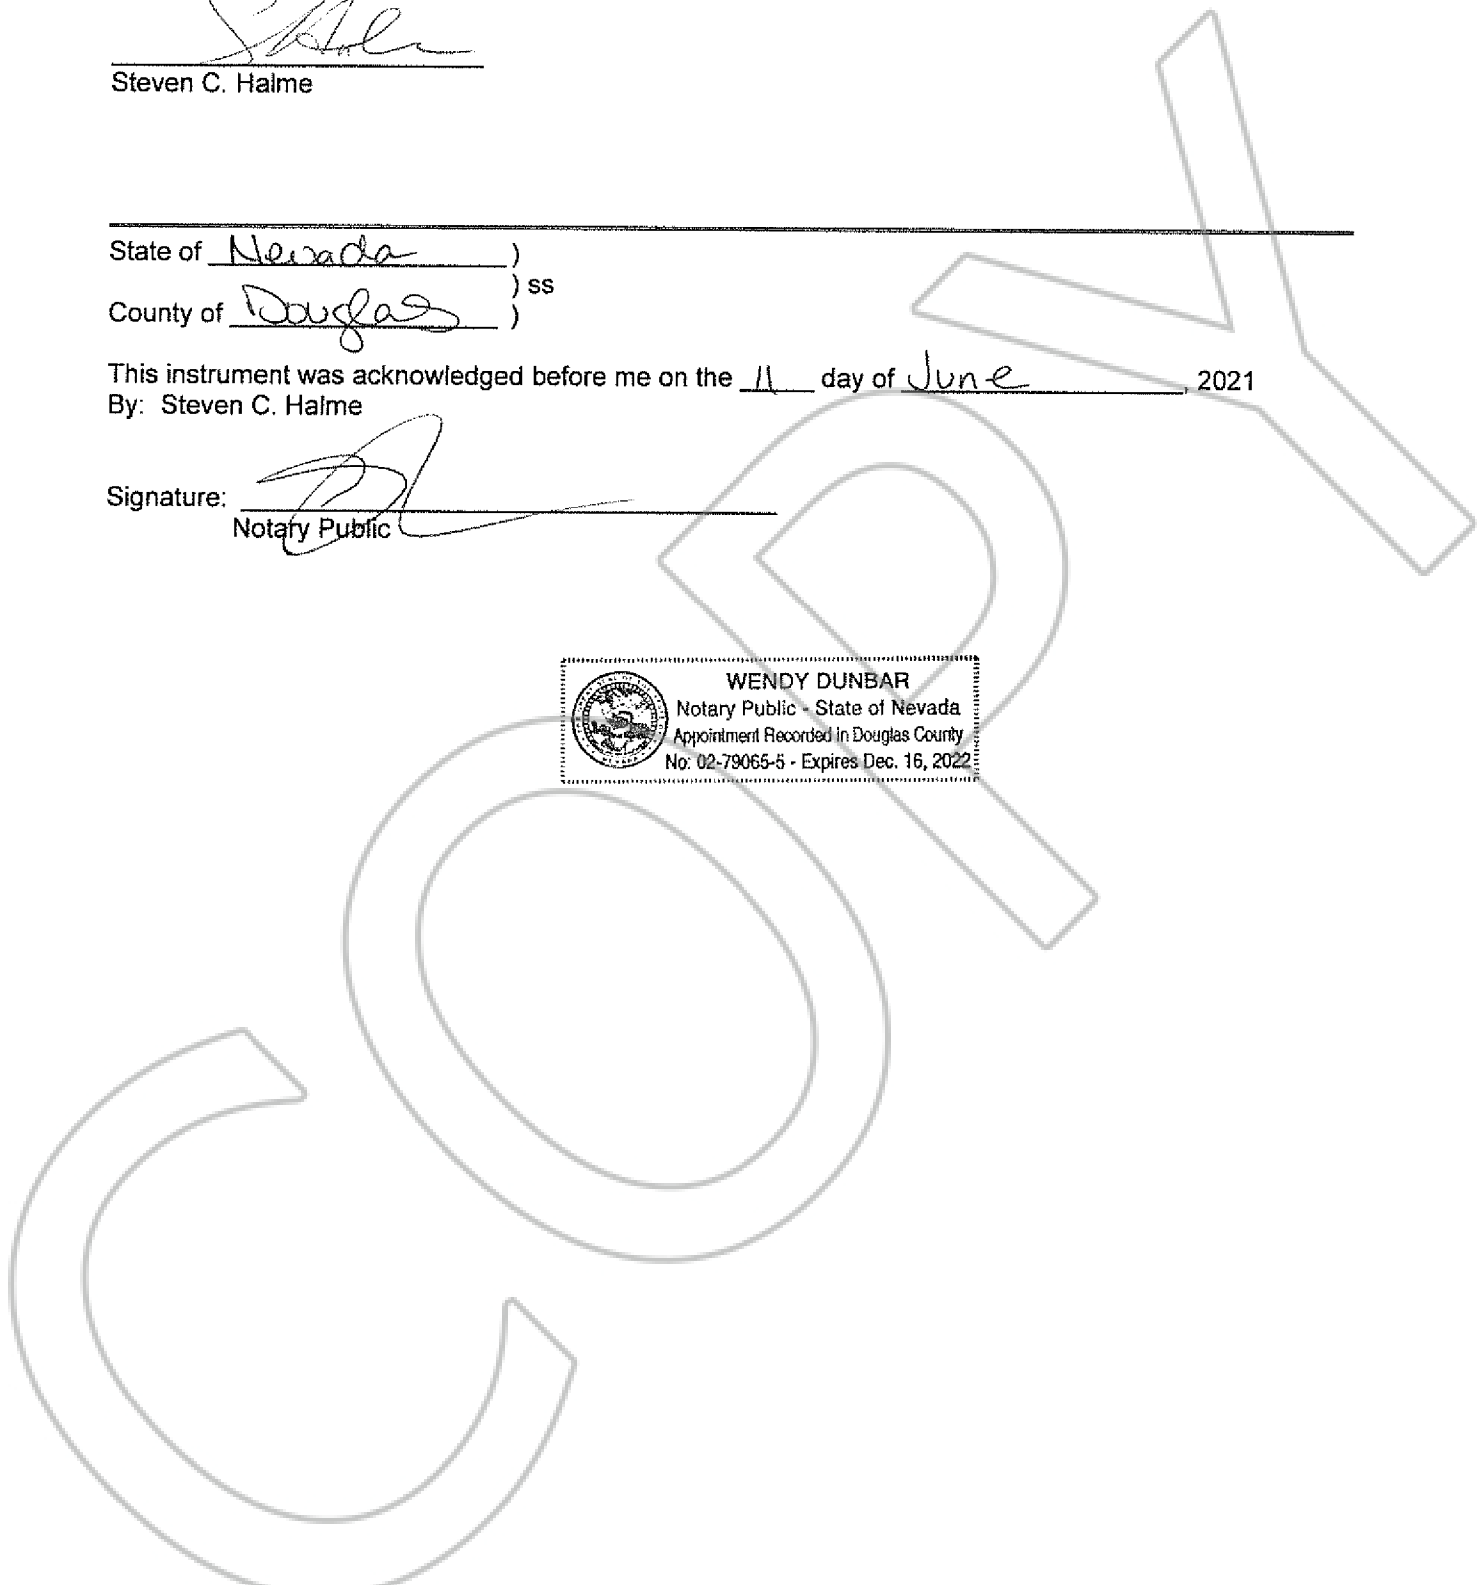 Steven C. Halme
State of Nevada )
) ss
County of Douglas )
This instrument was acknowledged before me on the 11 day of June, 2021
By: Steven C. Halme
Signature:
Notary Public
WENDY DUNBAR
Notary Public - State of Nevada
Appointment Recorded in Douglas County
No: 02-79065-5 - Expires Dec. 16, 2022
COPY